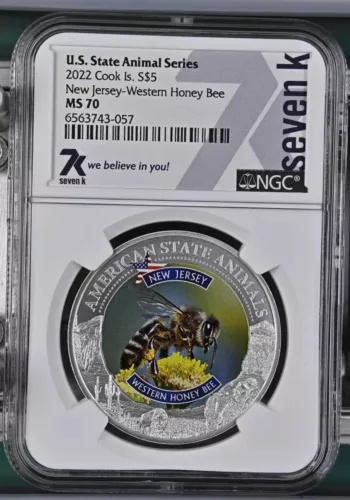 U.S. State Animal Series
2022 Cook Is. S$5
New Jersey-Western Honey Bee
MS 70
6563743-057
7K
seven k
we believe in you!
7K
seven k
NGC®
AMERICAN STATE ANIMALS
NEW JERSEY
WESTERN HONEY BEE